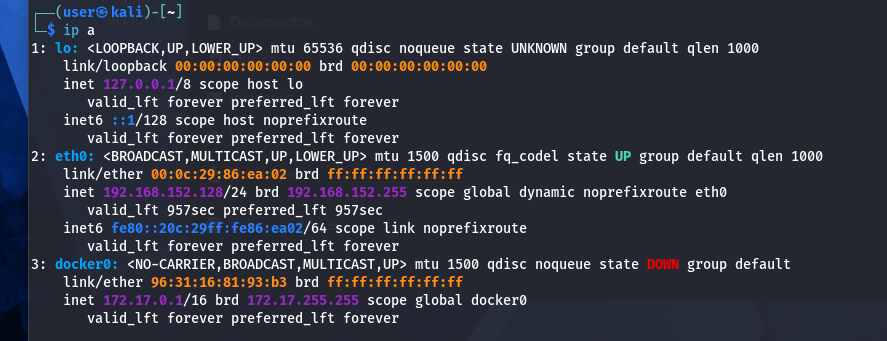 Documentos
(user㉿kali)-[~]
$ ip a
1: lo: <LOOPBACK,UP,LOWER_UP> mtu 65536 qdisc noqueue state UNKNOWN group default qlen 1000
link/loopback 00:00:00:00:00:00 brd 00:00:00:00:00:00
inet 127.0.0.1/8 scope host lo
valid_lft forever preferred_lft forever
inet6 ::1/128 scope host noprefixroute
valid_lft forever preferred_lft forever
2: eth0: <BROADCAST,MULTICAST,UP,LOWER_UP> mtu 1500 qdisc fq_codel state UP group default qlen 1000
link/ether 00:0c:29:86:ea:02 brd ff:ff:ff:ff:ff:ff
inet 192.168.152.128/24 brd 192.168.152.255 scope global dynamic noprefixroute eth0
valid_lft 957sec preferred_lft 957sec
inet6 fe80::20c:29ff:fe86:ea02/64 scope link noprefixroute
valid_lft forever preferred_lft forever
3: docker0: <NO-CARRIER,BROADCAST,MULTICAST,UP> mtu 1500 qdisc noqueue state DOWN group default
link/ether 96:31:16:81:93:b3 brd ff:ff:ff:ff:ff:ff
inet 172.17.0.1/16 brd 172.17.255.255 scope global docker0
valid_lft forever preferred_lft forever